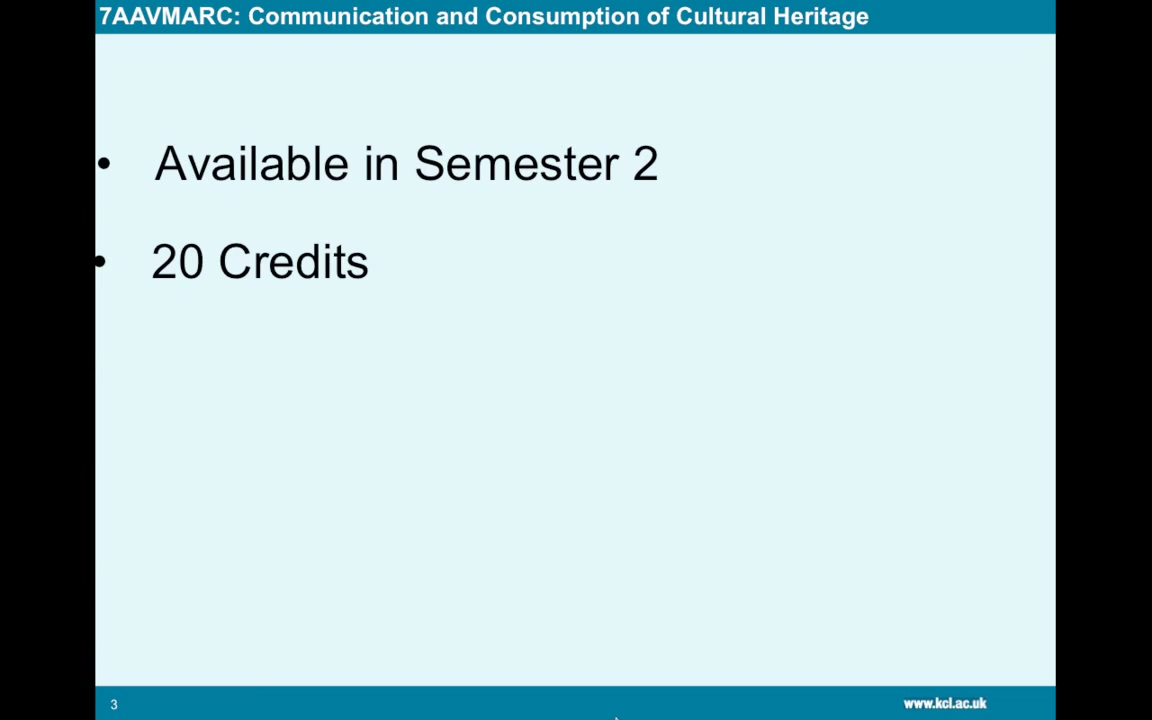 7AAVMARC: Communication and Consumption of Cultural Heritage
• Available in Semester 2
• 20 Credits
3
www.kcl.ac.uk